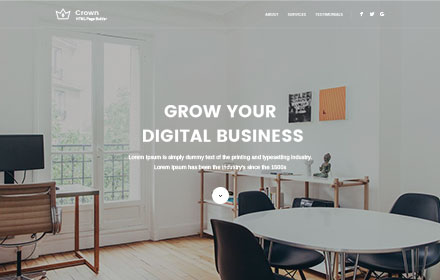 Crown
HTML Page Builder
ABOUT SERVICES TESTIMONIALS
GROW YOUR
DIGITAL BUSINESS
Lorem Ipsum is simply dummy text of the printing and typesetting industry.
Lorem Ipsum has been the industry's since the 1500s